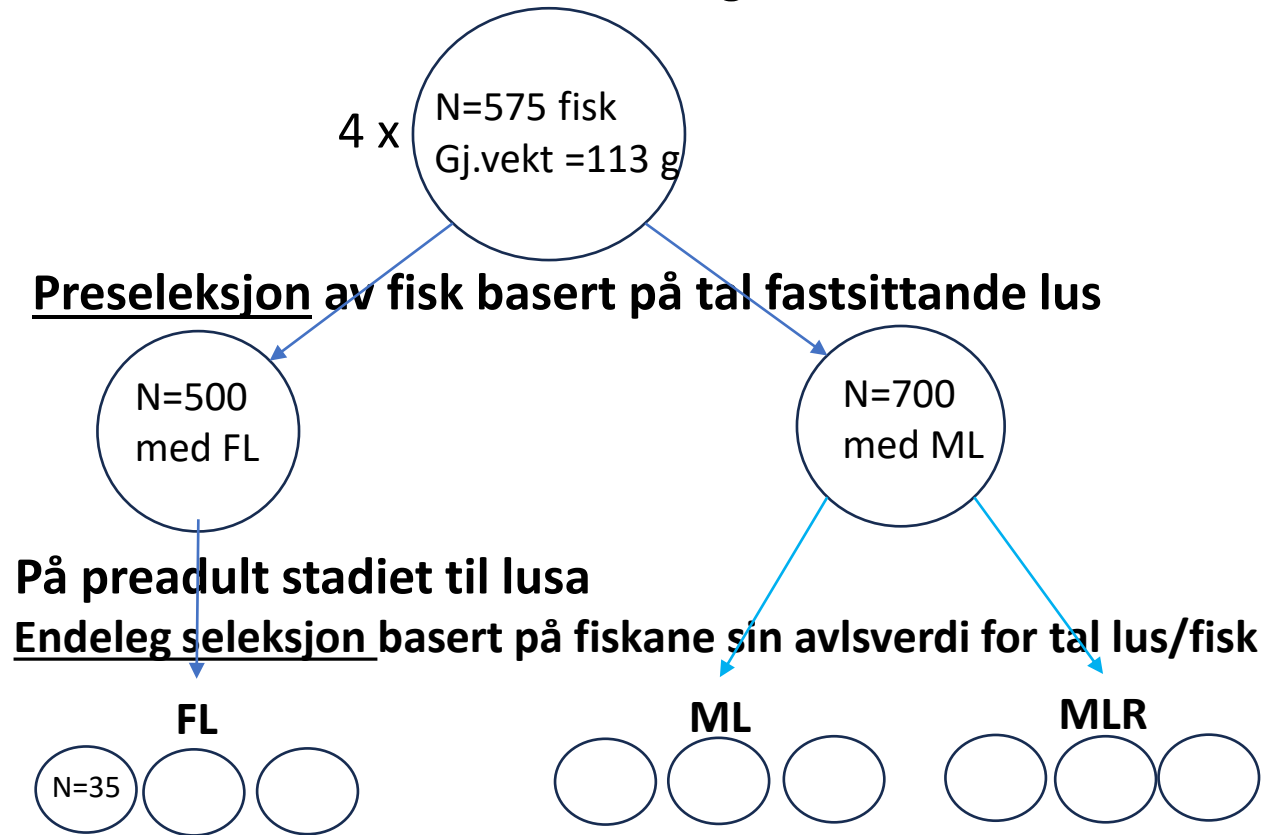 4 x
N=575 fisk
Gj.vekt =113 g
Preseleksjon av fisk basert på tal fastsittande lus
N=500
med FL
N=700
med ML
På preadult stadiet til lusa
Endeleg seleksjon basert på fiskane sin avlsverdi for tal lus/fisk
FL
ML
MLR
N=35